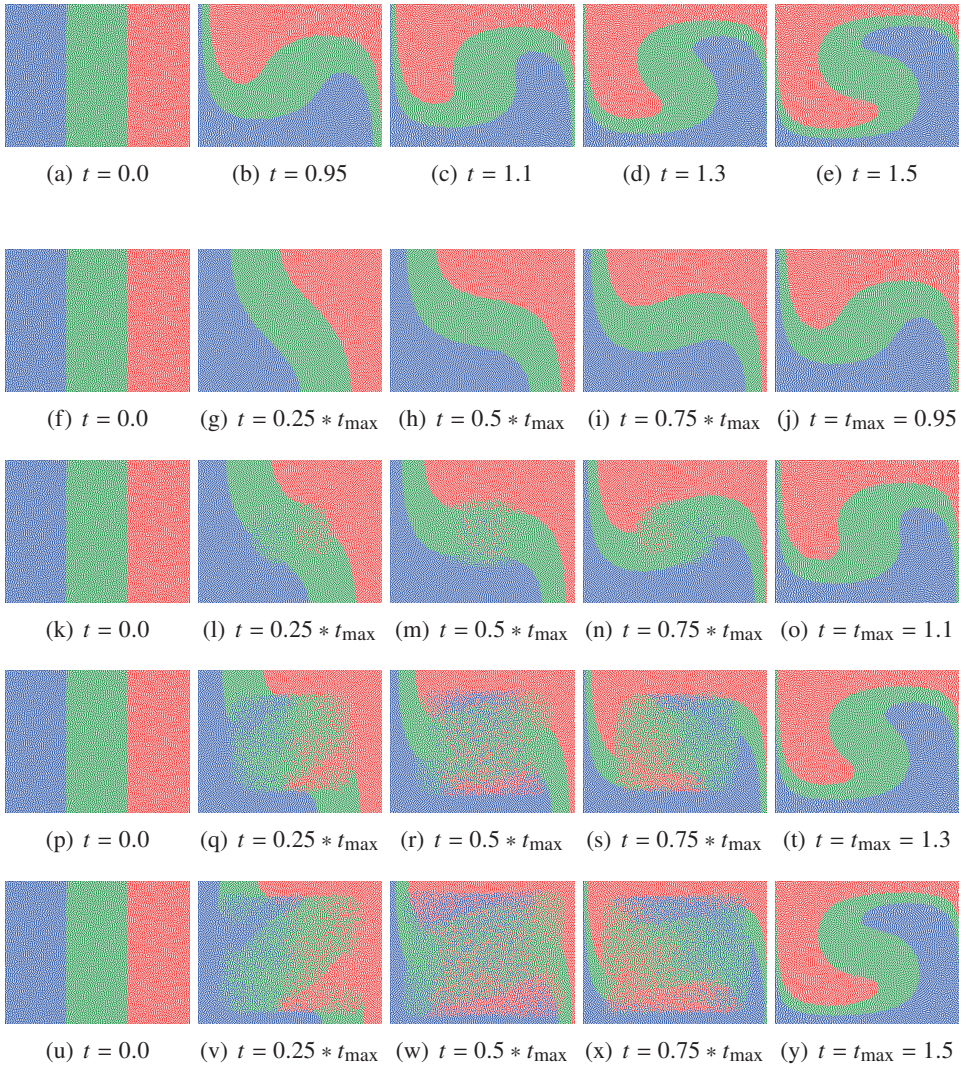 (a) t = 0.0 (b) t = 0.95 (c) t = 1.1 (d) t = 1.3 (e) t = 1.5
(f) t = 0.0 (g) t = 0.25 * tmax (h) t = 0.5 * tmax (i) t = 0.75 * tmax (j) t = tmax = 0.95
(k) t = 0.0 (l) t = 0.25 * tmax (m) t = 0.5 * tmax (n) t = 0.75 * tmax (o) t = tmax = 1.1
(p) t = 0.0 (q) t = 0.25 * tmax (r) t = 0.5 * tmax (s) t = 0.75 * tmax (t) t = tmax = 1.3
(u) t = 0.0 (v) t = 0.25 * tmax (w) t = 0.5 * tmax (x) t = 0.75 * tmax (y) t = tmax = 1.5